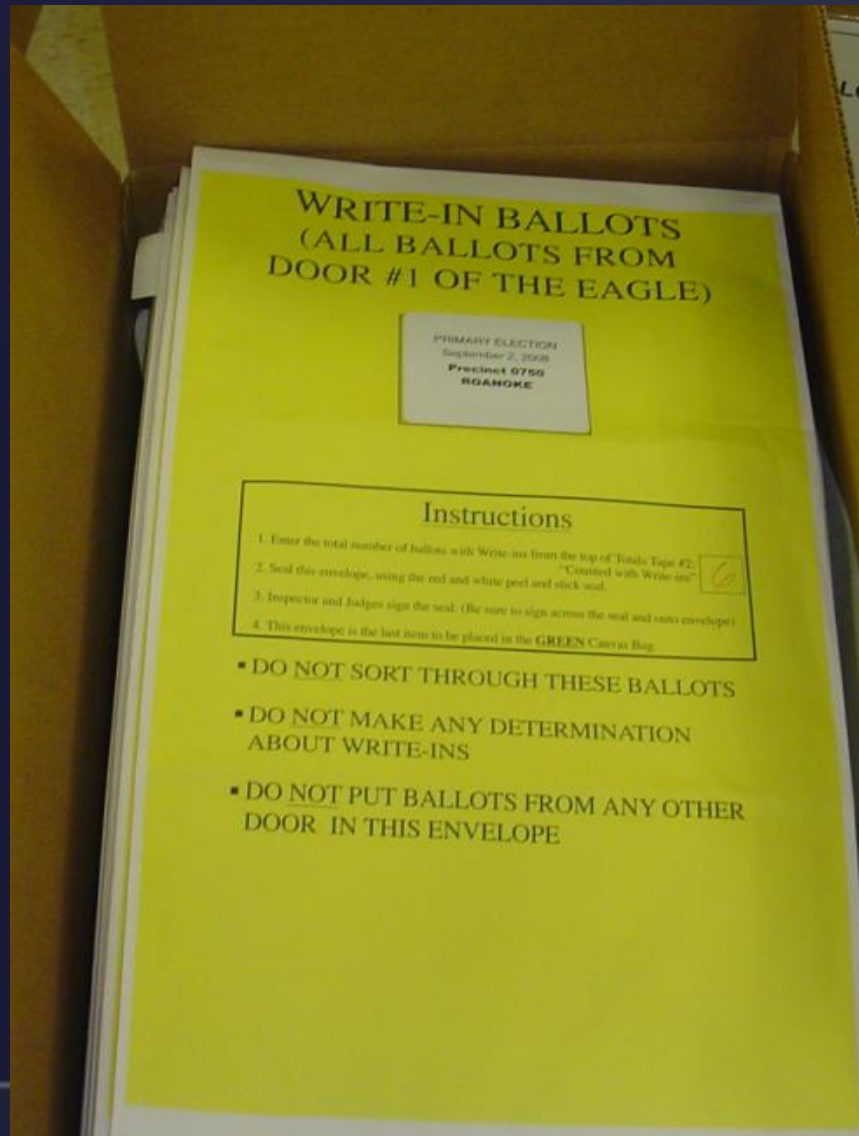 WRITE-IN BALLOTS
(ALL BALLOTS FROM
DOOR #1 OF THE EAGLE)
PRIMARY ELECTION
September 2, 2008
Precinct 0750
ROANOKE
Instructions
1. Enter the total number of ballots with Write-ins from the top of Totals Tape #2:
"Counted with Write-ins"
6
2. Seal this envelope, using the red and white peel and stick seal.
3. Inspector and Judges sign the seal. (Be sure to sign across the seal and onto envelope)
4. This envelope is the last item to be placed in the GREEN Canvas Bag.
▪ DO NOT SORT THROUGH THESE BALLOTS
▪ DO NOT MAKE ANY DETERMINATION
ABOUT WRITE-INS
▪ DO NOT PUT BALLOTS FROM ANY OTHER
DOOR IN THIS ENVELOPE